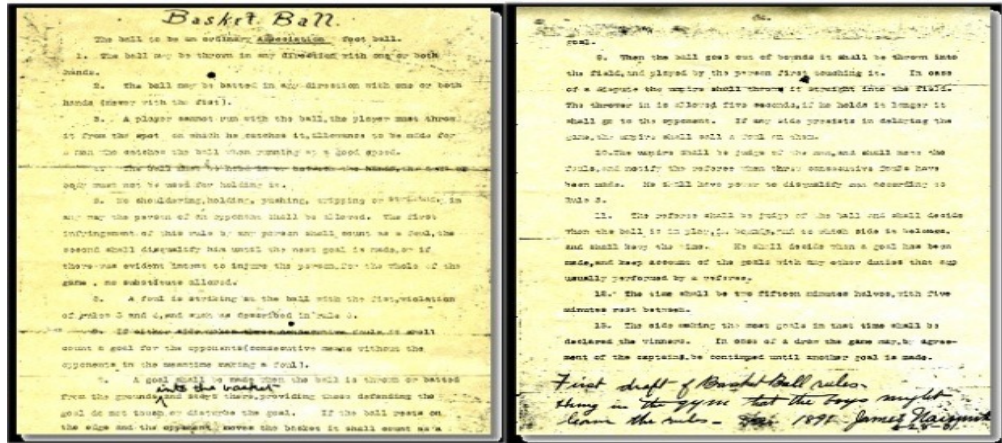 Basket Ball.
The ball to be an ordinary Association foot ball.
1. The ball may be thrown in any direction with one or both
hands.
2. The ball may be batted in any direction with one or both
hands (never with the fist).
3. A player cannot run with the ball, the player must throw
it from the spot on which he catches it, allowance to be made for
a man who catches the ball when running at a good speed.
4. The ball must be held in or between the hands, the arms or
body must not be used for holding it.
5. No shouldering, holding, pushing, tripping or striking in
any way the person of an opponent shall be allowed. The first
infringement of this rule by any person shall count as a foul, the
second shall disqualify him until the next goal is made, or if
there was evident intent to injure the person, for the whole of the
game, no substitute allowed.
6. A foul is striking at the ball with the fist, violation
of rules 3 and 4, and such as described in rule 5.
7. If either side makes three consecutive fouls it shall
count a goal for the opponents (consecutive means without the
opponents in the meantime making a foul).
A goal shall be made when the ball is thrown or batted
into the basket
from the grounds and stays there, providing those defending the
goal do not touch or disturbe the goal. If the ball rests on
the edge and the opponent moves the basket it shall count as a
goal.
9. When the ball goes out of bounds it shall be thrown into
the field, and played by the person first touching it. In case
of a dispute the umpire shall throw it straight into the field.
The thrower in is allowed five seconds, if he holds it longer it
shall go to the opponent. If any side presists in delaying the
game, the umpire shall call a foul on them.
10. The umpire shall be judge of the men, and shall note the
fouls, and notify the referee when three consecutive fouls have
been made. He shall have power to disqualify men according to
Rule 5.
11. The referee shall be judge of the ball and shall decide
when the ball is in play, in bounds, and to which side it belongs,
and shall keep the time. He shall decide when a goal has been
made, and keep account of the goals with any other duties that are
usually performed by a referee.
12. The time shall be two fifteen minutes halves, with five
minutes rest between.
13. The side making the most goals in that time shall be
declared the winners. In case of a draw the game may, by agree-
ment of the captains, be continued until another goal is made.
First draft of Basket Ball rules.
in the gym that the boys might
learn the rules. 1891 James Naismith